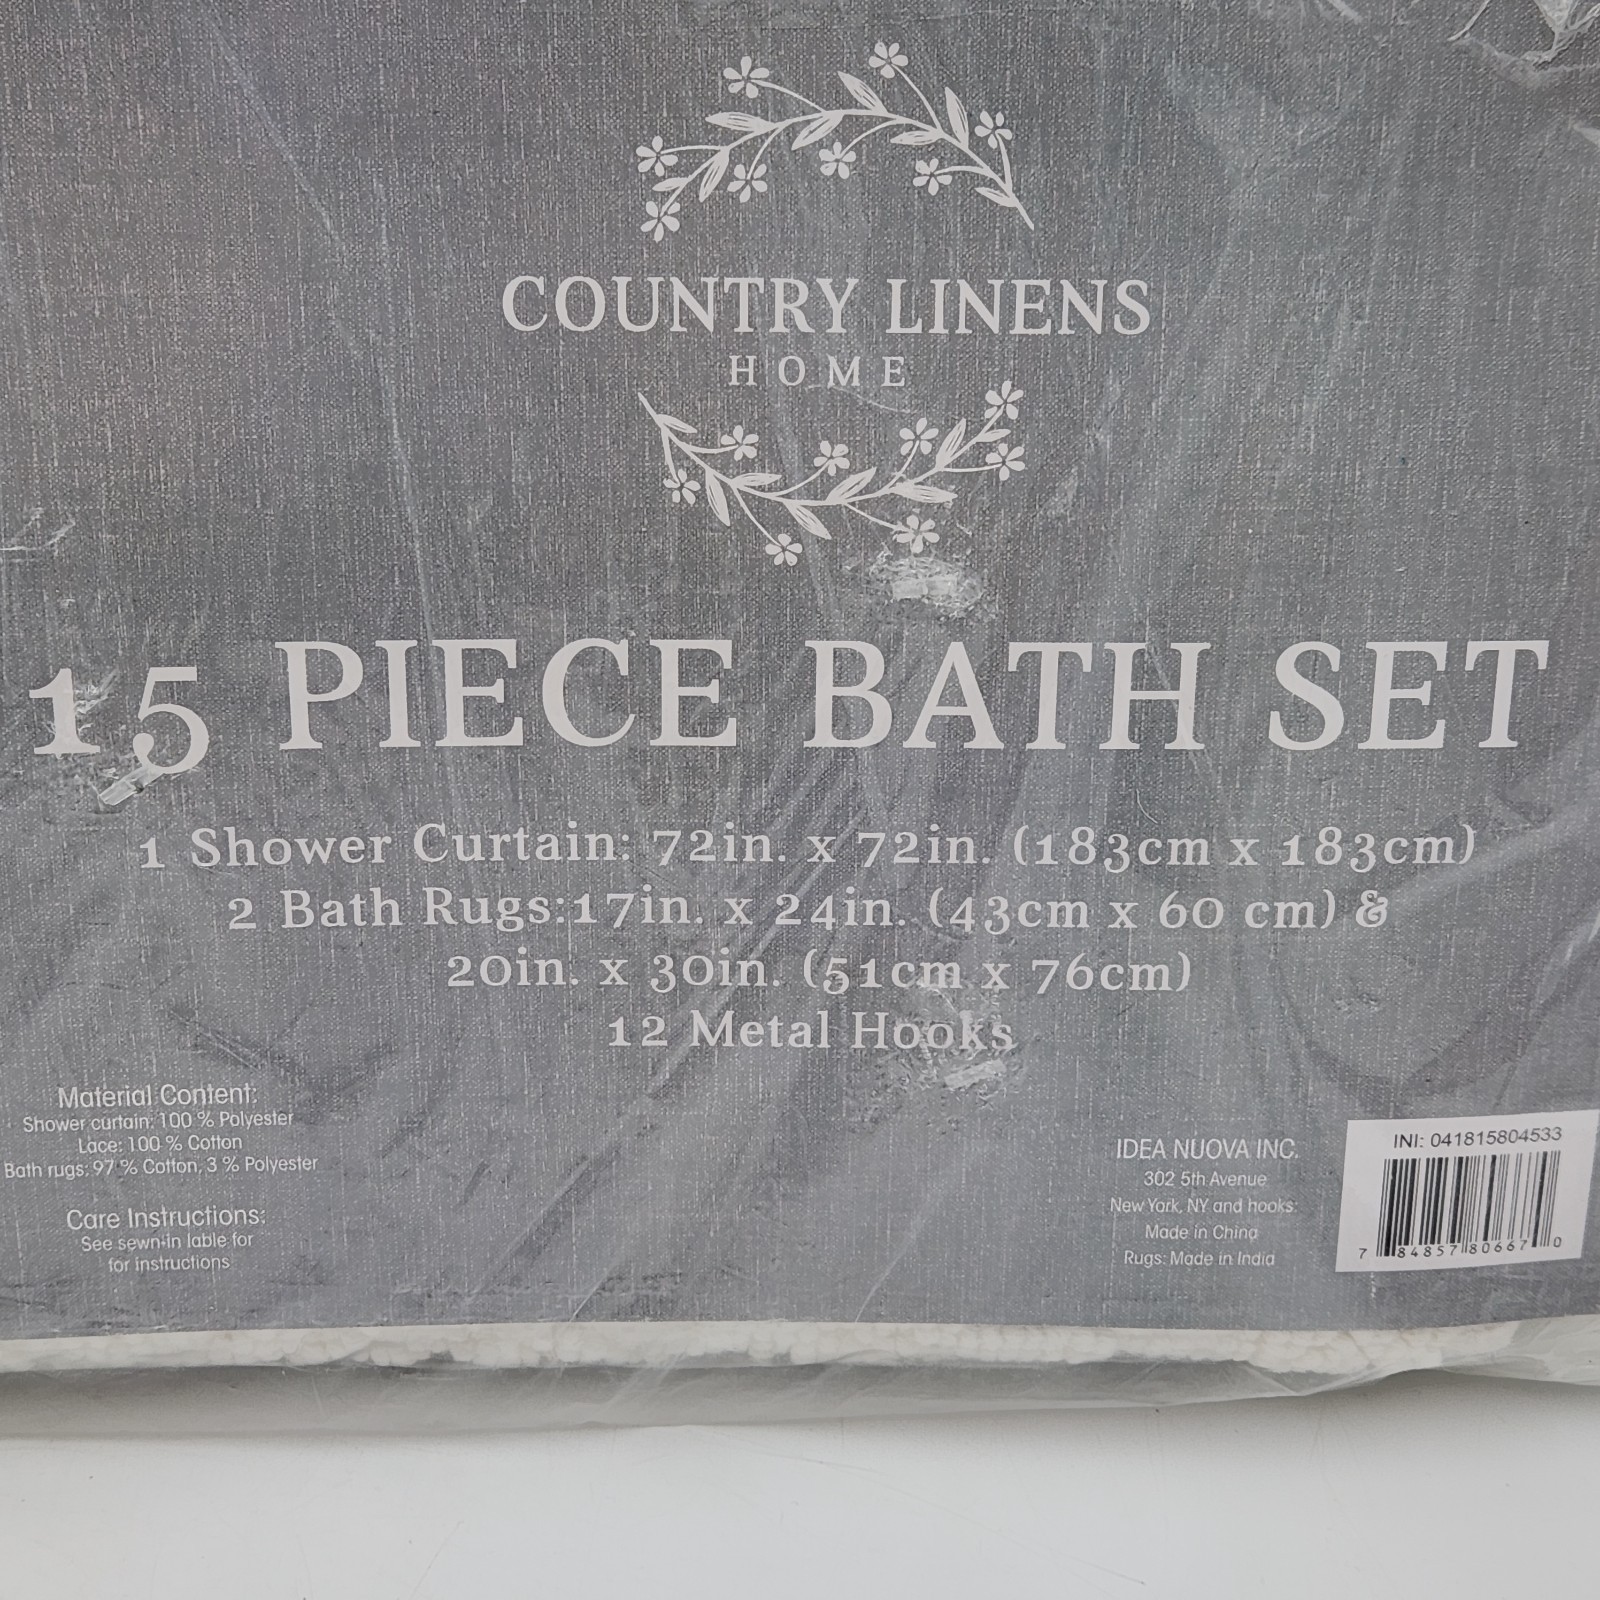 COUNTRY LINENS
HOME
15 PIECE BATH SET
1 Shower Curtain: 72in. x 72in. (183cm x 183cm)
2 Bath Rugs:17in. x 24in. (43cm x 60 cm) &
20in. x 30in. (51cm x 76cm)
12 Metal Hooks
Material Content:
Shower curtain: 100 % Polyester
Lace: 100 % Cotton
Bath rugs: 97 % Cotton, 3 % Polyester
Care Instructions:
See sewn-in lable for
for instructions
IDEA NUOVA INC.
302 5th Avenue
New York, NY and hooks:
Made in China
Rugs: Made in India
INI: 041815804533
7 84857 80667 0